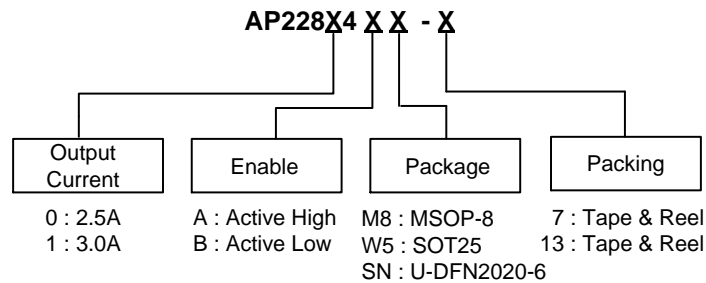 AP228X4 X X - X
Output
Current
Enable
Package
Packing
0 : 2.5A
1 : 3.0A
A : Active High
B : Active Low
M8 : MSOP-8
W5 : SOT25
SN : U-DFN2020-6
7 : Tape & Reel
13 : Tape & Reel